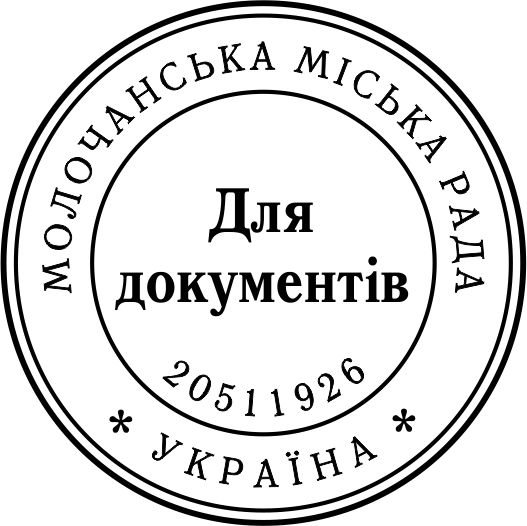 МОЛОЧАНСЬКА МІСЬКА РАДА
Для
документів
20511926
* УКРАЇНА *